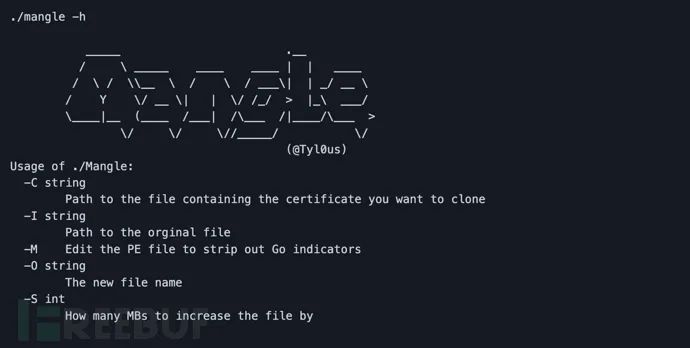 ./mangle -h
(@Tyl0us)
Usage of ./Mangle:
-C string
Path to the file containing the certificate you want to clone
-I string
Path to the orginal file
-M Edit the PE file to strip out Go indicators
-O string
The new file name
-S int
How many MBs to increase the file by
FREEBUF